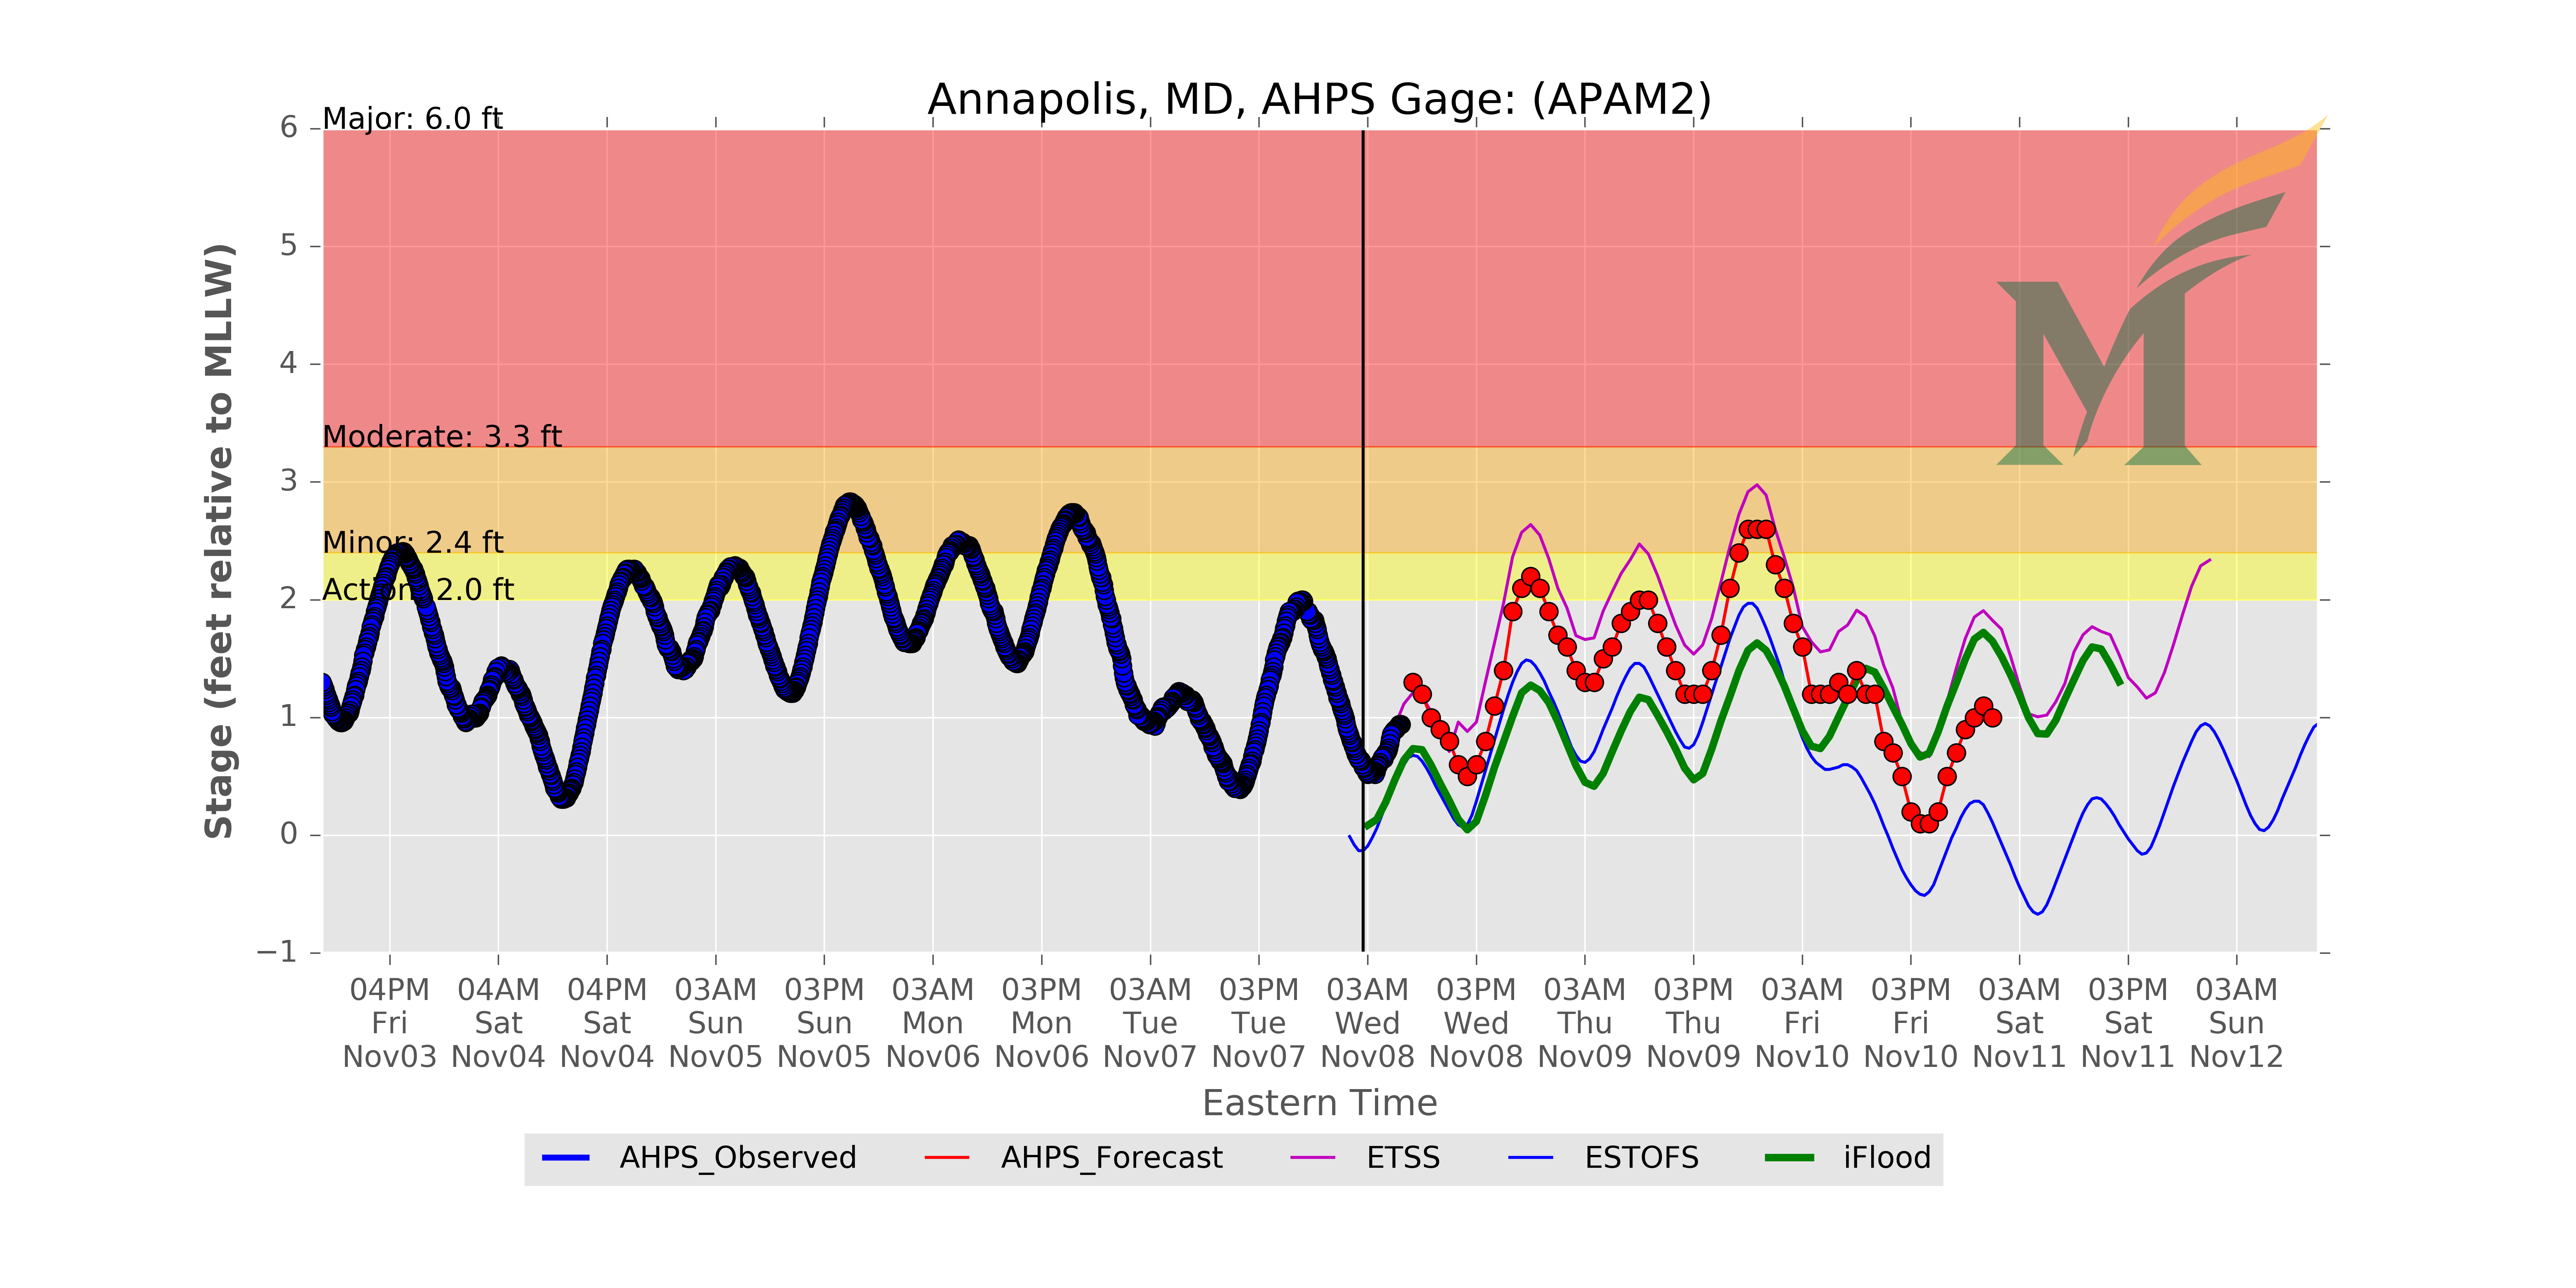 Annapolis, MD, AHPS Gage: (APAM2)
Major: 6.0 ft
Moderate: 3.3 ft
Minor: 2.4 ft
Action: 2.0 ft
6
5
4
3
2
1
0
−1
Stage (feet relative to MLLW)
M
04PM 04AM 04PM 03AM 03PM 03AM 03PM 03AM 03PM 03AM 03PM 03AM 03PM 03AM 03PM 03AM 03PM 03AM
Fri Sat Sat Sun Sun Mon Mon Tue Tue Wed Wed Thu Thu Fri Fri Sat Sat Sun
Nov03 Nov04 Nov04 Nov05 Nov05 Nov06 Nov06 Nov07 Nov07 Nov08 Nov08 Nov09 Nov09 Nov10 Nov10 Nov11 Nov11 Nov12
Eastern Time
AHPS_Observed AHPS_Forecast ETSS ESTOFS iFlood